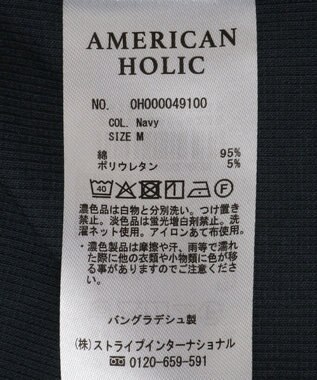 AMERICAN
HOLIC
NO. 0H000049100
COL. Navy
SIZE M
綿 95%
ポリウレタン 5%
40 F
濃色品は白物と分別洗い。つけ置き
禁止。淡色は蛍光増白剤禁止。洗
濯ネット使用。アイロンあて布使用。
・濃色製品は摩擦や汗、雨等で濡れ
た際に他の衣類や小物類に色が移
る事がありますのでご注意くださ
い。
バングラデシュ製
(株)ストライプインターナショナル
0120-659-591